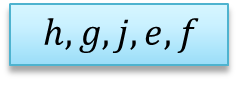 h, g, j, e, f